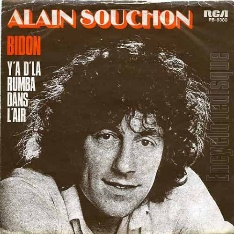 ALAIN SOUCHON
RCA
BIDON
Y'A D'LA
RUMBA
DANS
L'AIR